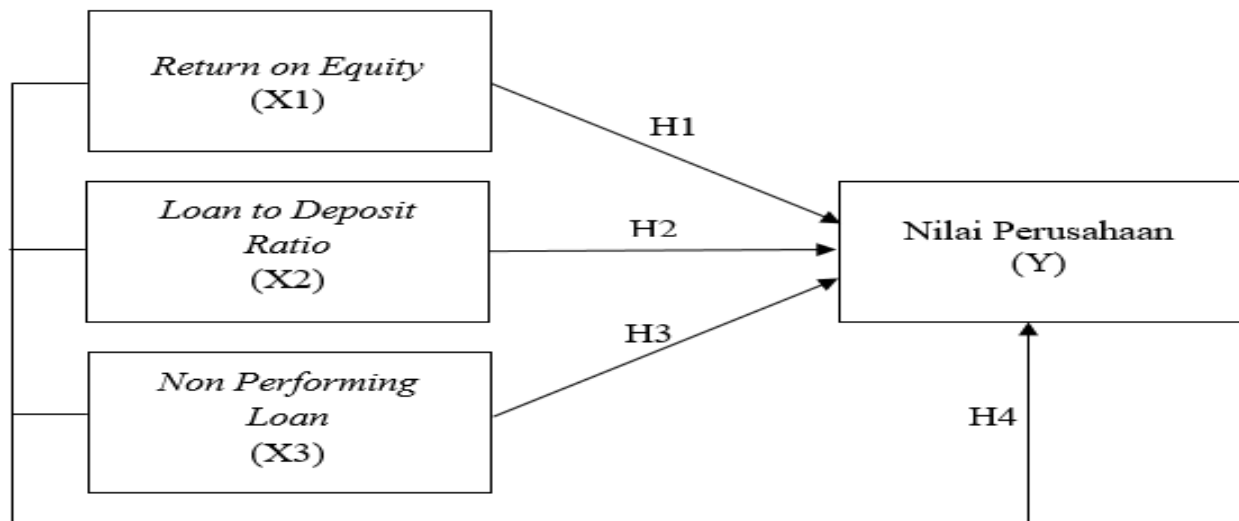 Return on Equity
(X1)
H1
Loan to Deposit
Ratio
(X2)
H2
Nilai Perusahaan
(Y)
H3
Non Performing
Loan
(X3)
H4